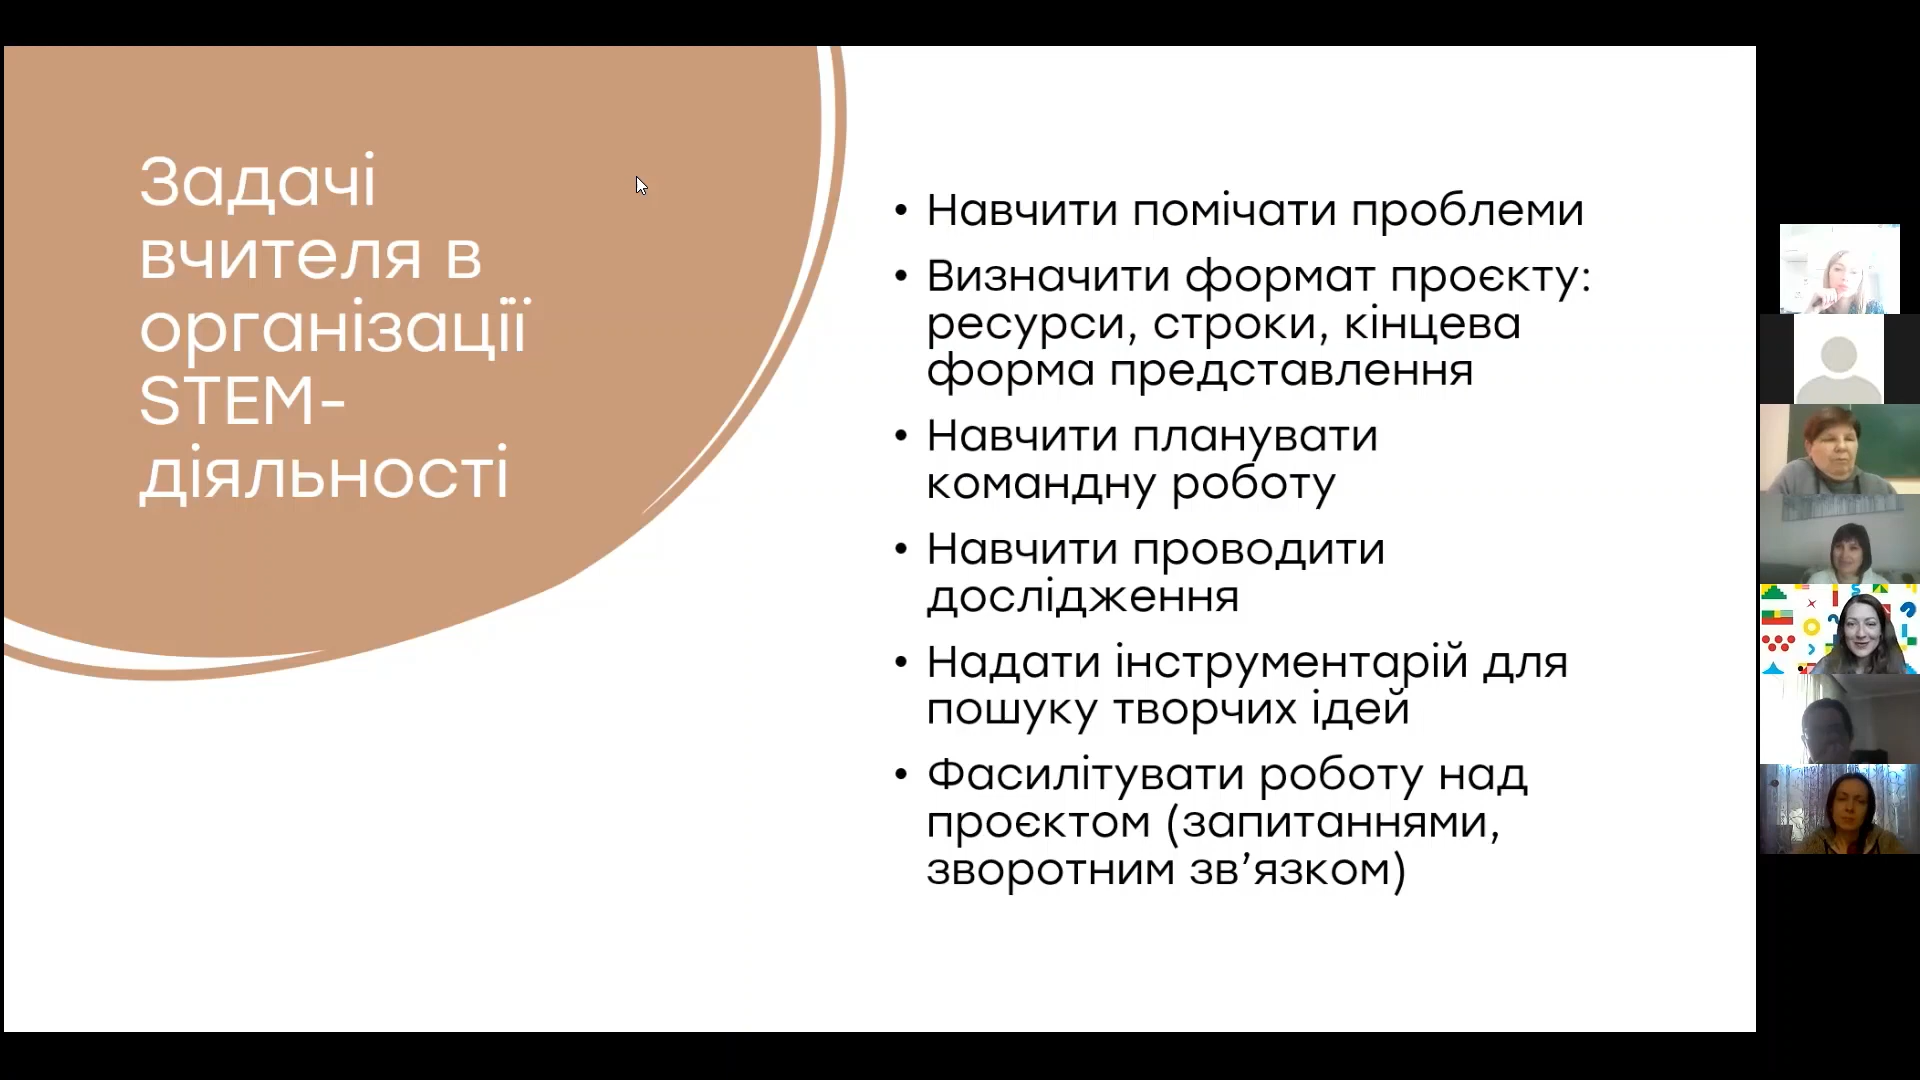 Задачі
вчителя в
організації
STEM-
діяльності
• Навчити помічати проблеми
• Визначити формат проєкту:
ресурси, строки, кінцева
форма представлення
• Навчити планувати
командну роботу
• Навчити проводити
дослідження
• Надати інструментарій для
пошуку творчих ідей
• Фасилітувати роботу над
проєктом (запитаннями,
зворотним зв’язком)